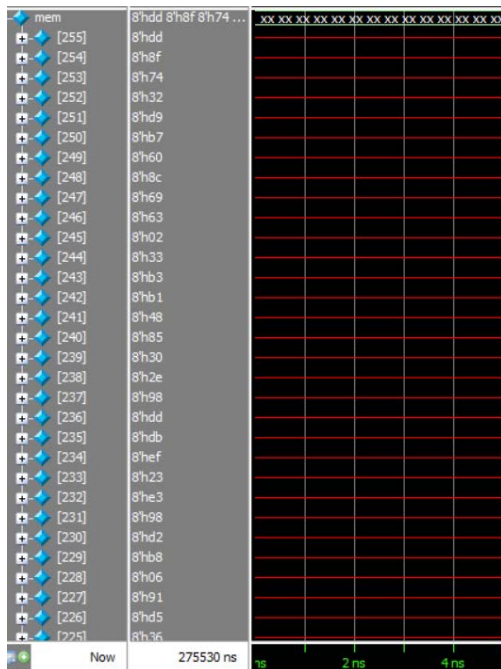 mem 8'hdd 8'h8f 8'h74 ... xx xx xx xx xx xx xx xx xx xx xx xx xx xx
[255] 8'hdd
[254] 8'h8f
[253] 8'h74
[252] 8'h32
[251] 8'hd9
[250] 8'hb7
[249] 8'h60
[248] 8'h8c
[247] 8'h69
[246] 8'h63
[245] 8'h02
[244] 8'h33
[243] 8'hb3
[242] 8'hb1
[241] 8'h48
[240] 8'h85
[239] 8'h30
[238] 8'h2e
[237] 8'h98
[236] 8'hdd
[235] 8'hdb
[234] 8'hef
[233] 8'h23
[232] 8'he3
[231] 8'h98
[230] 8'hd2
[229] 8'hb8
[228] 8'h06
[227] 8'h91
[226] 8'hd5
[225] 8'h36
Now 275530 ns ns 2 ns 4 ns